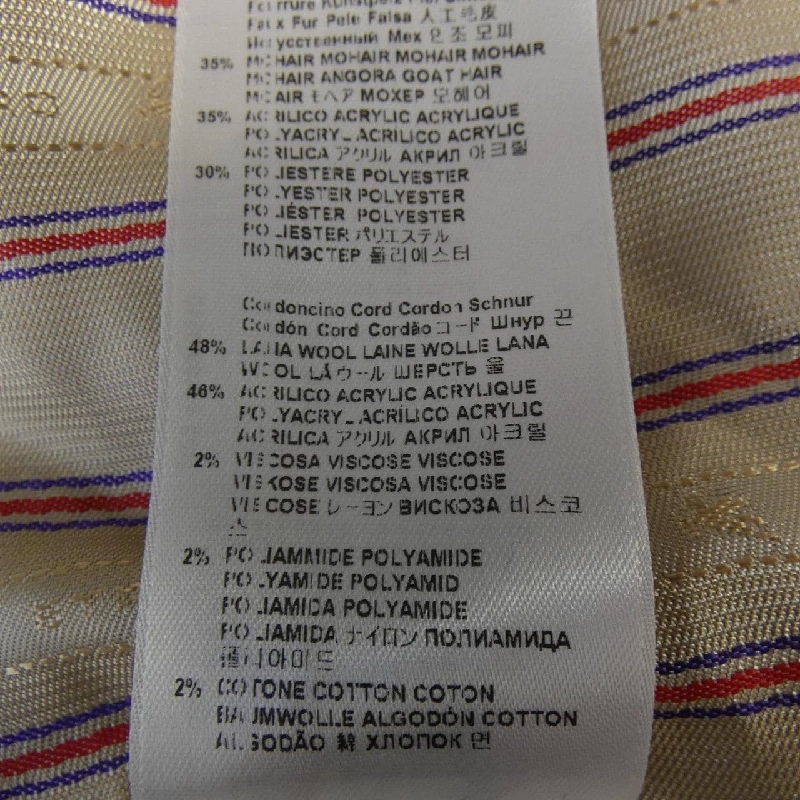 Faux Fur Pelo Falsa 人工毛皮
Искусственный Мех 인조 모피
35% MOHAIR MOHAIR MOHAIR MOHAIR
MOHAIR ANGORA GOAT HAIR
MOAIR モヘア МОХЕР 모헤어
35% ACRILICO ACRYLIC ACRYLIQUE
POLYACRYL ACRILICO ACRYLIC
ACRILICA アクリル АКРИЛ 아크릴
30% POLIESTERE POLYESTER
POLYESTER POLYESTER
POLIÉSTER POLYESTER
POLIESTER ポリエステル
ПОЛИЭСТЕР 폴리에스터
Cordoncino Cord Cordon Schnur
Cordón Cord Cordão コード Шнур 끈
48% LANA WOOL LAINE WOLLE LANA
WOOL LÃ ウール ШЕРСТЬ 울
46% ACRILICO ACRYLIC ACRYLIQUE
POLYACRYL ACRÍLICO ACRYLIC
ACRILICA アクリル АКРИЛ 아크릴
2% VISCOSA VISCOSE VISCOSE
VISKOSE VISCOSA VISCOSE
VISCOSE レーヨン ВИСКОЗА 비스코
스
2% POLIAMMIDE POLYAMIDE
POLYAMIDE POLYAMID
POLIAMIDA POLYAMIDE
POLIAMIDA ナイロン ПОЛИАМИДА
폴리아미드
2% COTONE COTTON COTON
BAUMWOLLE ALGODÓN COTTON
ALGODÃO 綿 ХЛОПОК 면